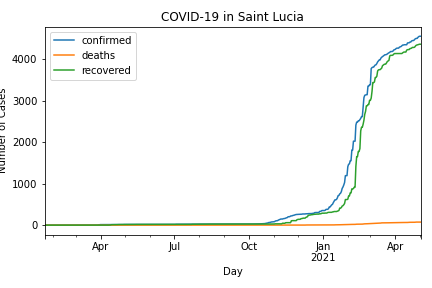 COVID-19 in Saint Lucia
confirmed
deaths
recovered
Number of Cases
4000
3000
2000
1000
0
Apr
Jul
Oct
Jan
2021
Apr
Day